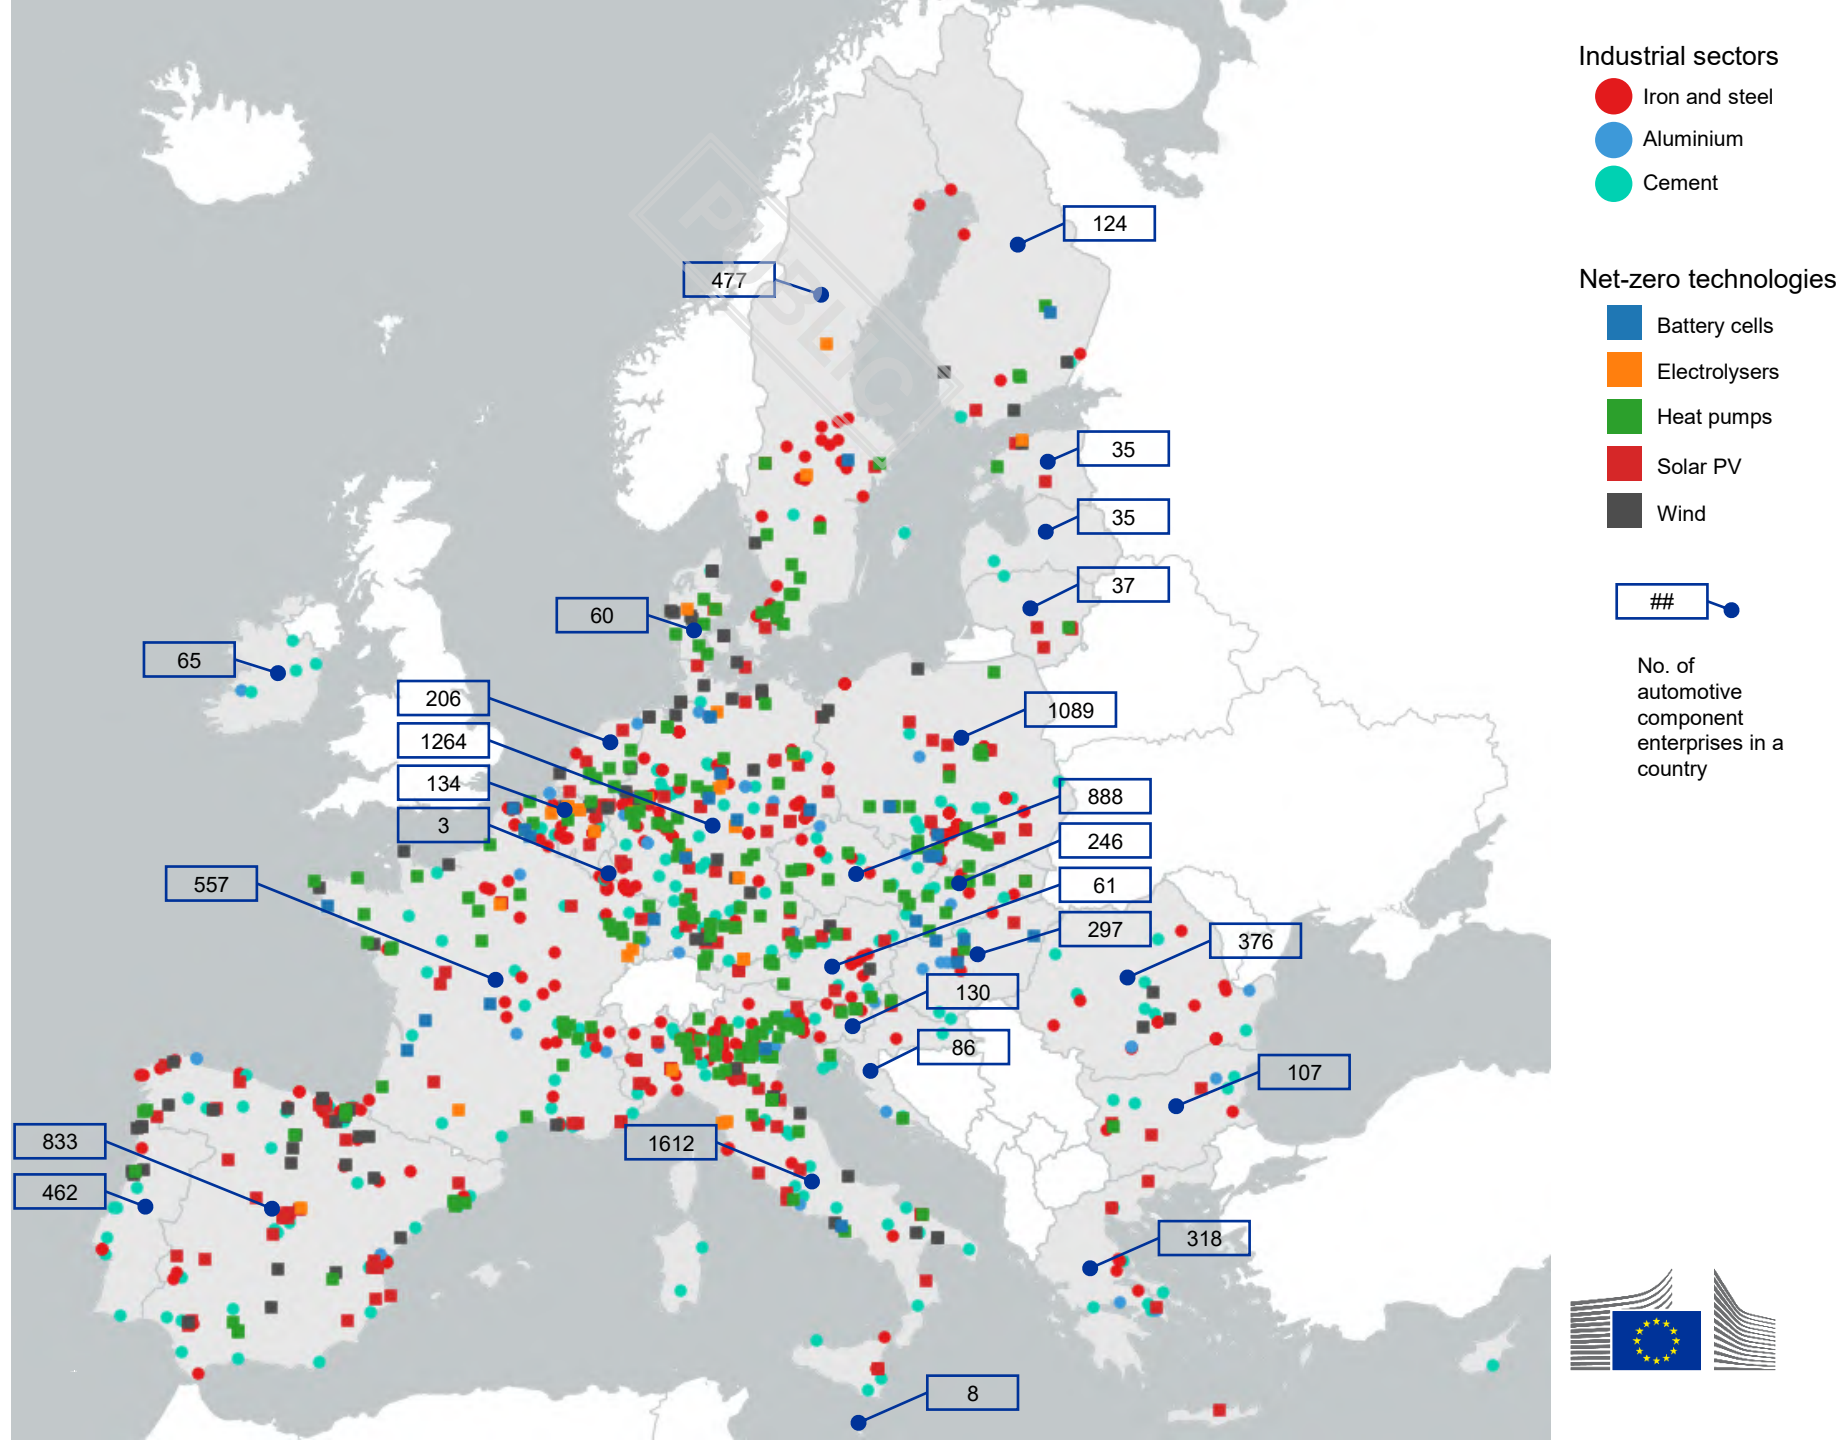 Industrial sectors
Iron and steel
Aluminium
Cement
Net-zero technologies
Battery cells
Electrolysers
Heat pumps
Solar PV
Wind
##
No. of
automotive
component
enterprises in a
country
PUBLIC
124
477
35
35
37
60
65
206
1089
1264
134
888
3
246
557
61
297
376
130
86
107
833
1612
462
318
8